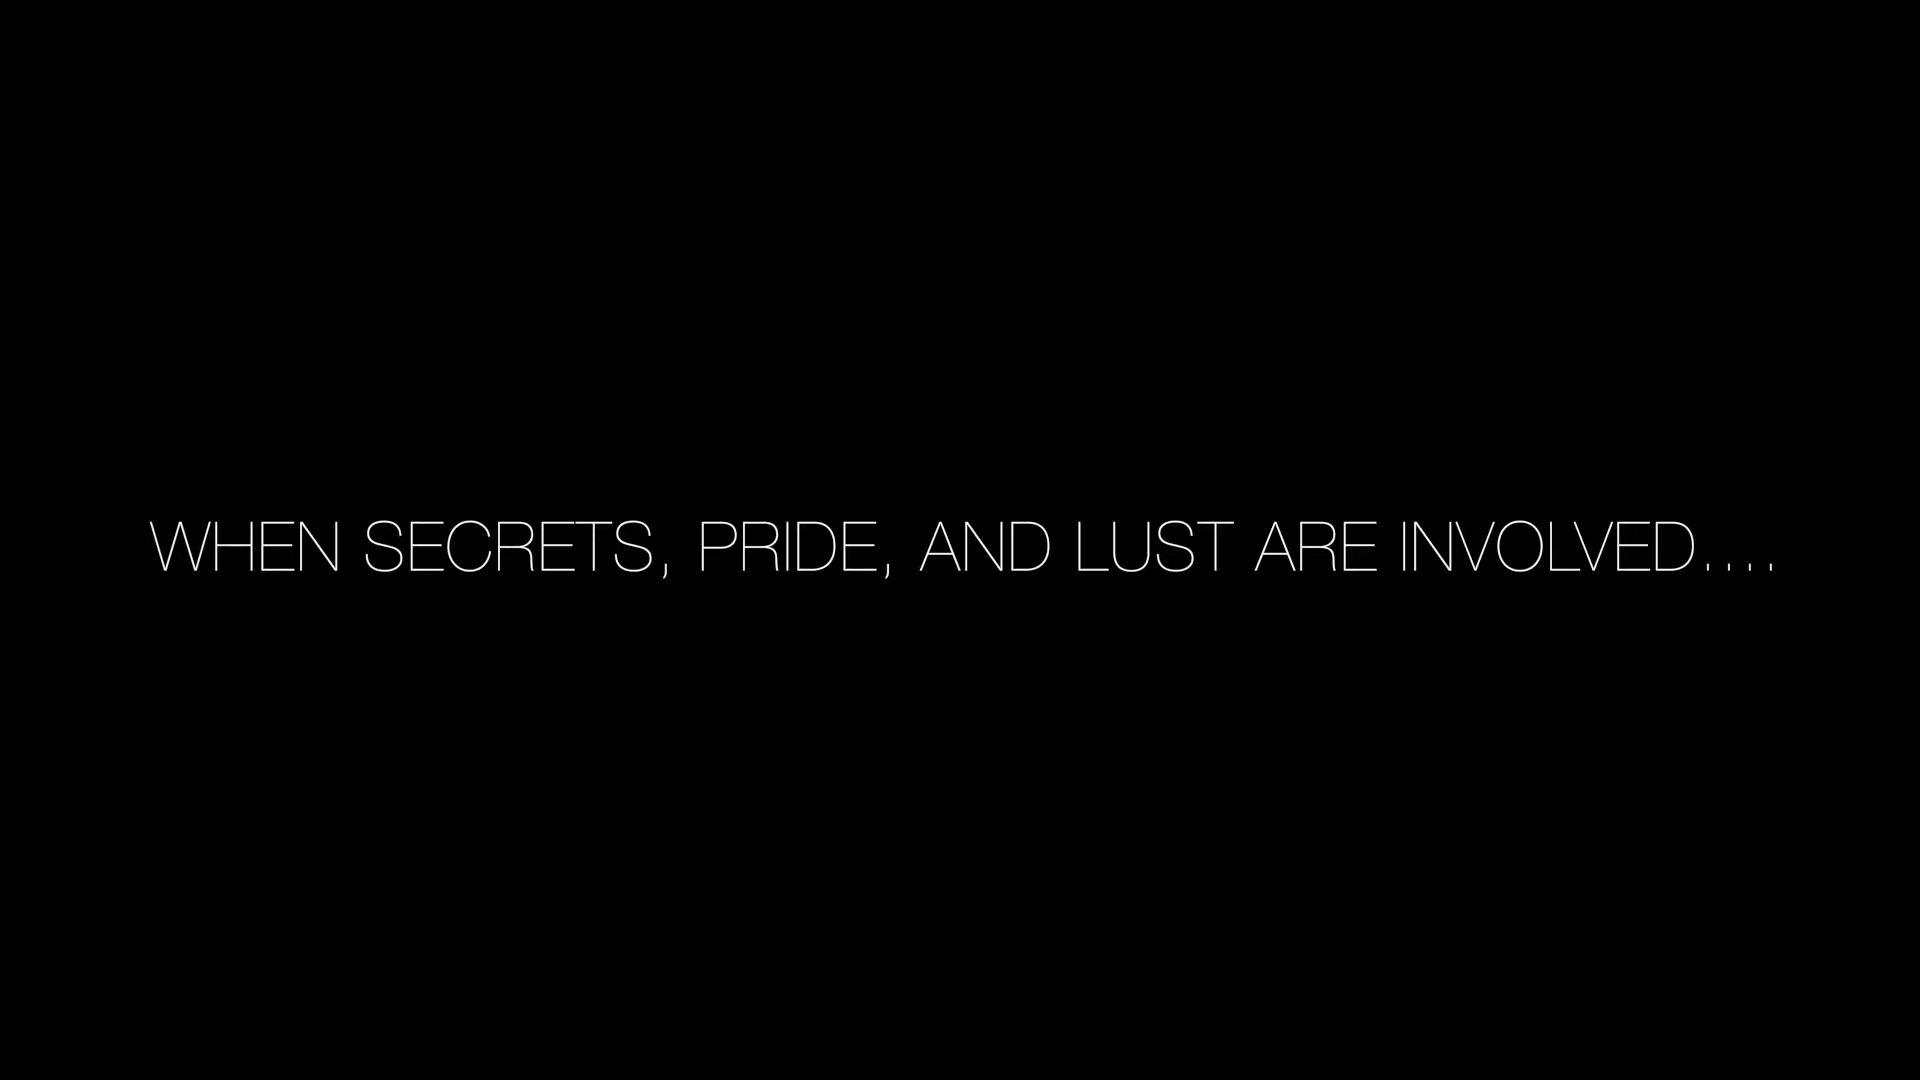 WHEN SECRETS, PRIDE, AND LUST ARE INVOLVED....